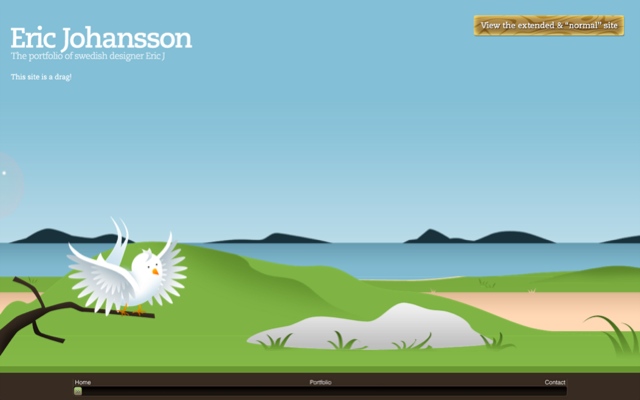 Eric Johansson
The portfolio of swedish designer Eric J
This site is a drag!
View the extended & "normal" site
Home
Portfolio
Contact